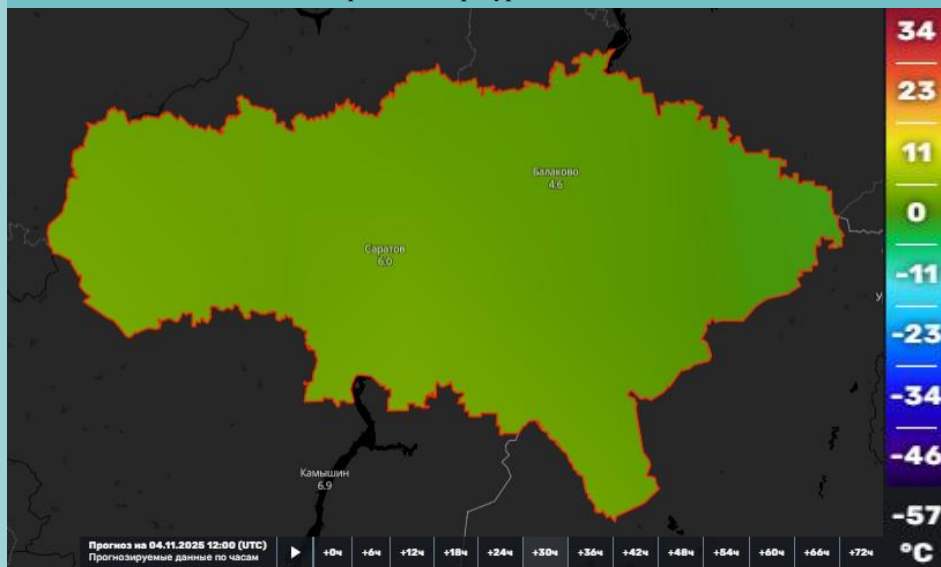 34
23
11
0
-11
-23
-34
-46
-57
°C
Балаково
4.6
Саратов
6.0
Камышин
6.9
У
Прогноз на 04.11.2025 12:00 (UTC)
Прогнозируемые данные по часам
+0ч +6ч +12ч +18ч +24ч +30ч +36ч +42ч +48ч +54ч +60ч +66ч +72ч